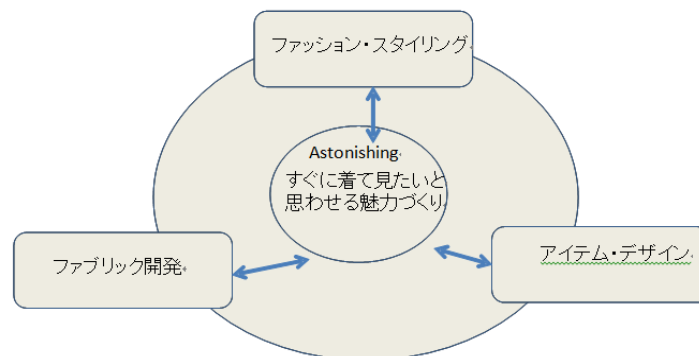 ファッション・スタイリング
Astonishing
すぐに着て見たいと
思わせる魅力づくり
ファブリック開発
アイテム・デザイン